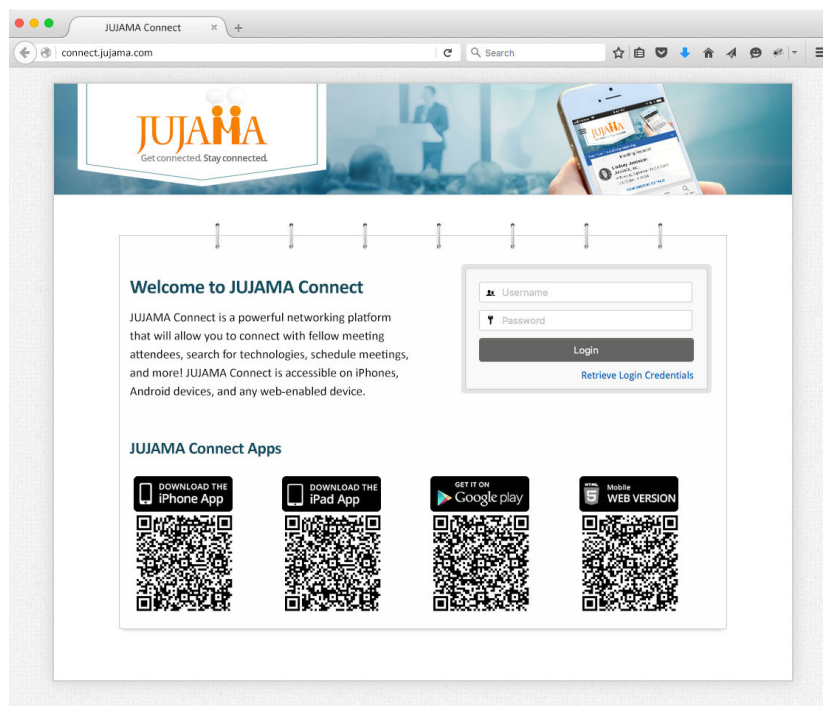 JUJAMA Connect
connect.jujama.com
Search
JUJAMA
Get connected. Stay connected.
JUJAMA
Welcome to JUJAMA Connect
JUJAMA Connect is a powerful networking platform
that will allow you to connect with fellow meeting
attendees, search for technologies, schedule meetings,
and more! JUJAMA Connect is accessible on iPhones,
Android devices, and any web-enabled device.
Username
Password
Login
Retrieve Login Credentials
JUJAMA Connect Apps
DOWNLOAD THE
iPhone App
DOWNLOAD THE
iPad App
GET IT ON
Google play
HTML
5
Mobile
WEB VERSION